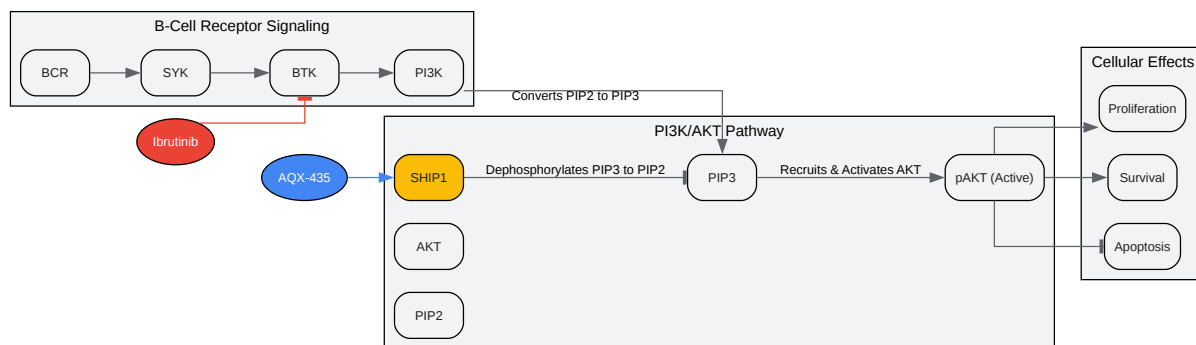 B-Cell Receptor Signaling
BCR
SYK
BTK
PI3K
Converts PIP2 to PIP3
Ibrutinib
AQX-435
PI3K/AKT Pathway
SHIP1
Dephosphorylates PIP3 to PIP2
PIP3
Recruits & Activates AKT
pAKT (Active)
AKT
PIP2
Cellular Effects
Proliferation
Survival
Apoptosis